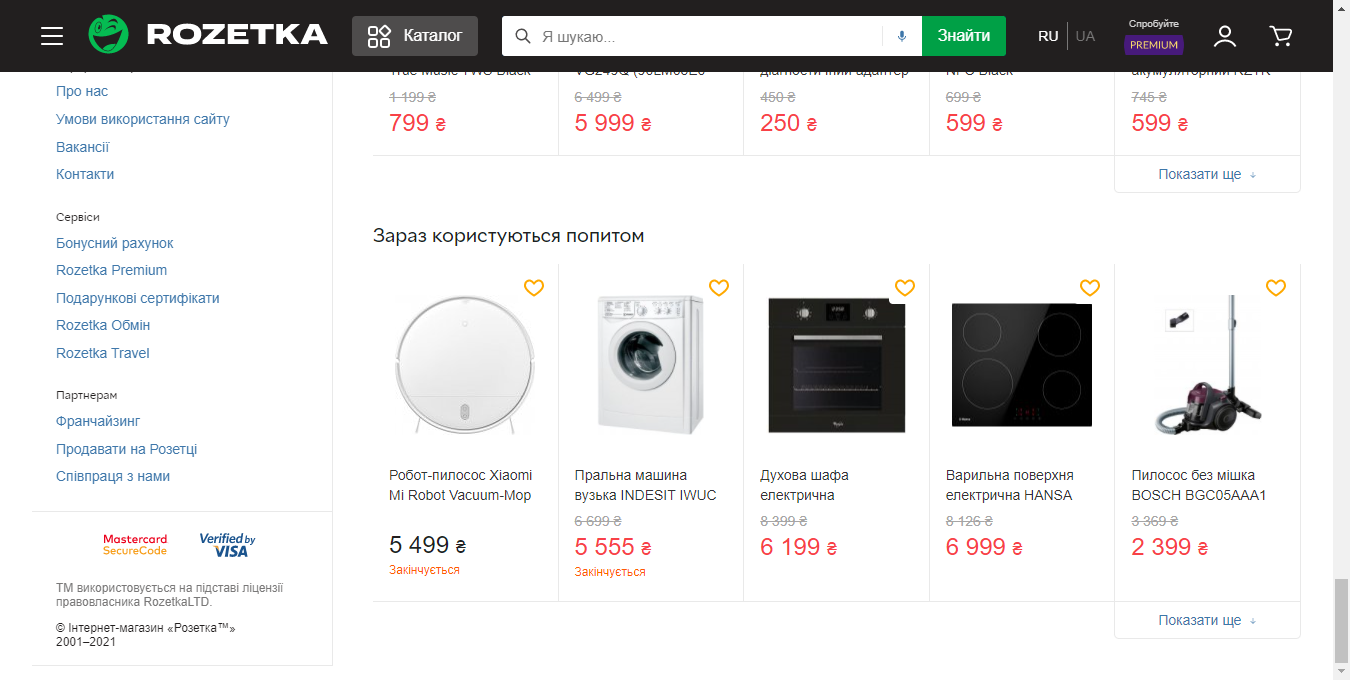 ROZETKA
Каталог
Я шукаю...
Знайти
RU
UA
Спробуйте
PREMIUM
Про нас
Умови використання сайту
Вакансії
Контакти
Сервіси
Бонусний рахунок
Rozetka Premium
Подарункові сертифікати
Rozetka Обмін
Rozetka Travel
Партнерам
Франчайзинг
Продавати на Розетці
Співпраця з нами
Mastercard
SecureCode
Verified by
VISA
ТМ використовується на підставі ліцензії
правовласника RozetkaLTD.
© Інтернет-магазин «Розетка™»
2001–2021
1 199 ₴
799 ₴
6 499 ₴
5 999 ₴
450 ₴
250 ₴
699 ₴
599 ₴
745 ₴
599 ₴
Показати ще
Зараз користуються попитом
Робот-пилосос Xiaomi
Mi Robot Vacuum-Mop
5 499 ₴
Закінчується
Пральна машина
вузька INDESIT IWUC
6 699 ₴
5 555 ₴
Закінчується
Духова шафа
електрична
8 399 ₴
6 199 ₴
Варильна поверхня
електрична HANSA
8 126 ₴
6 999 ₴
Пилосос без мішка
BOSCH BGC05AAA1
3 369 ₴
2 399 ₴
Показати ще